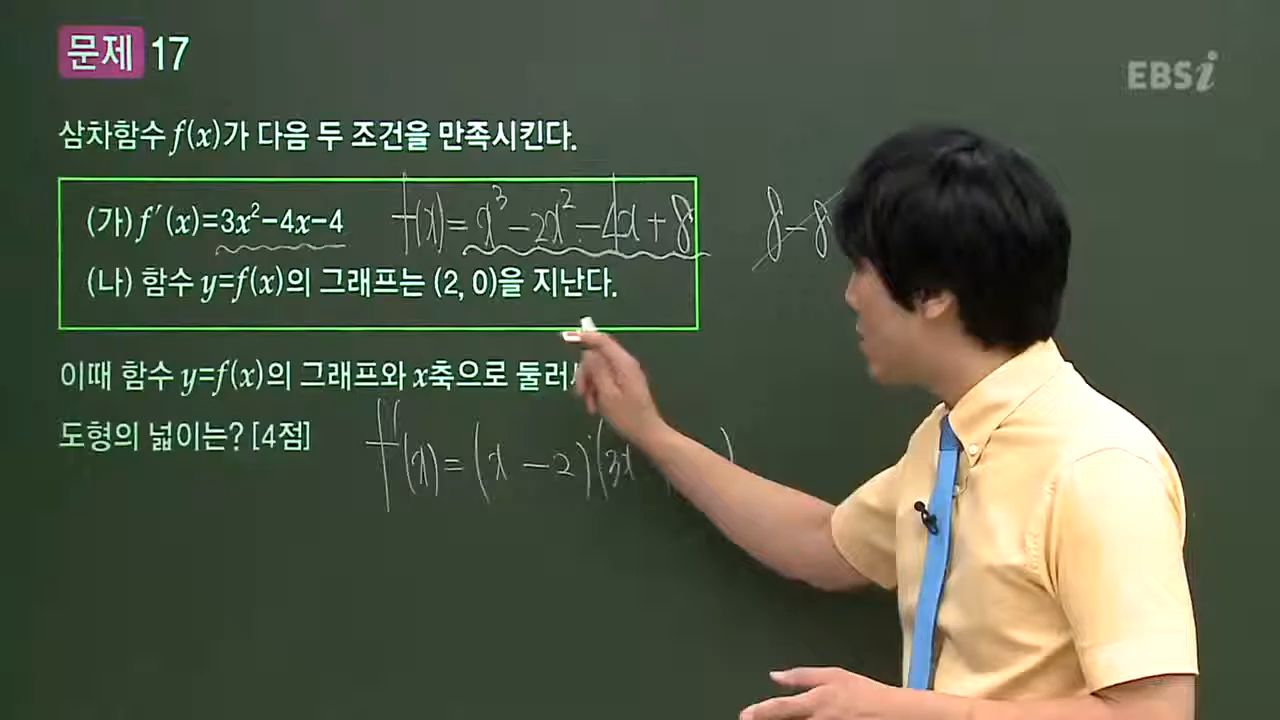 문제 17
EBSi
삼차함수 f(x)가 다음 두 조건을 만족시킨다.
(가) f′(x)=3x²-4x-4 f(x)= x³-2x²-4x+8 8-8
(나) 함수 y=f(x)의 그래프는 (2, 0)을 지난다.
이때 함수 y=f(x)의 그래프와 x축으로
도형의 넓이는? [4점]
f′(x)=(x-2)(3x